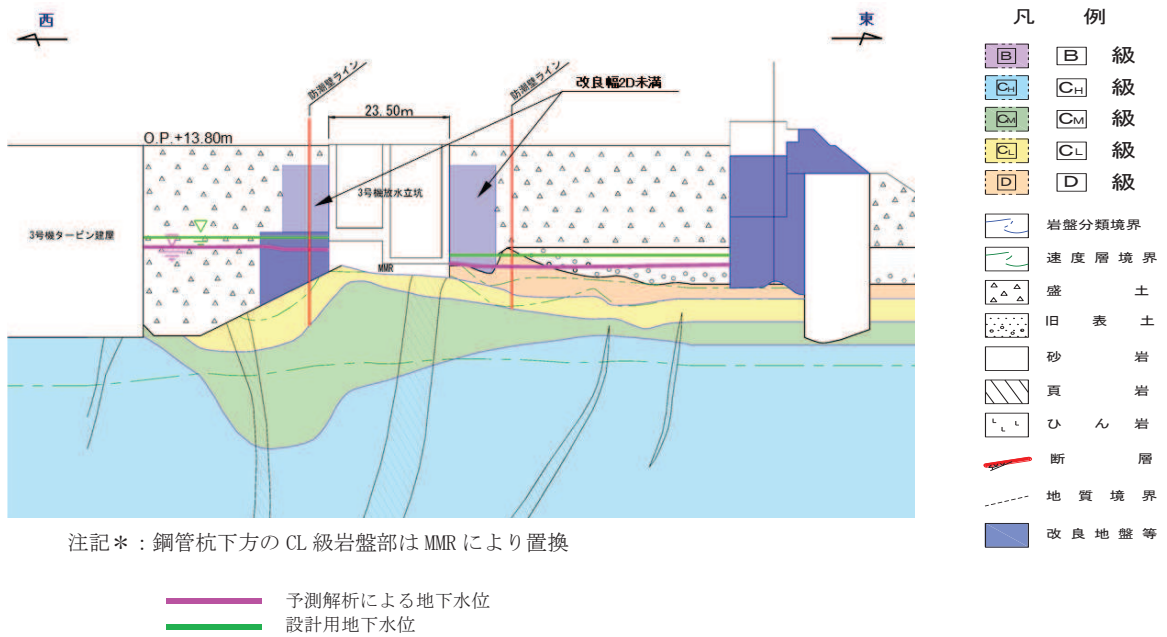 西
東
防潮壁ライン
防潮壁ライン
改良幅2D未満
23.50m
O.P.+13.80m
3号機放水立坑
3号機タービン建屋
MMR
凡 例
B B 級
CH CH 級
CM CM 級
CL CL 級
D D 級
岩盤分類境界
速度層境界
盛 土
旧 表 土
砂 岩
頁 岩
ひ ん 岩
断 層
地 質 境 界
改 良 地 盤 等
注記＊：鋼管杭下方の CL 級岩盤部は MMR により置換
予測解析による地下水位
設計用地下水位